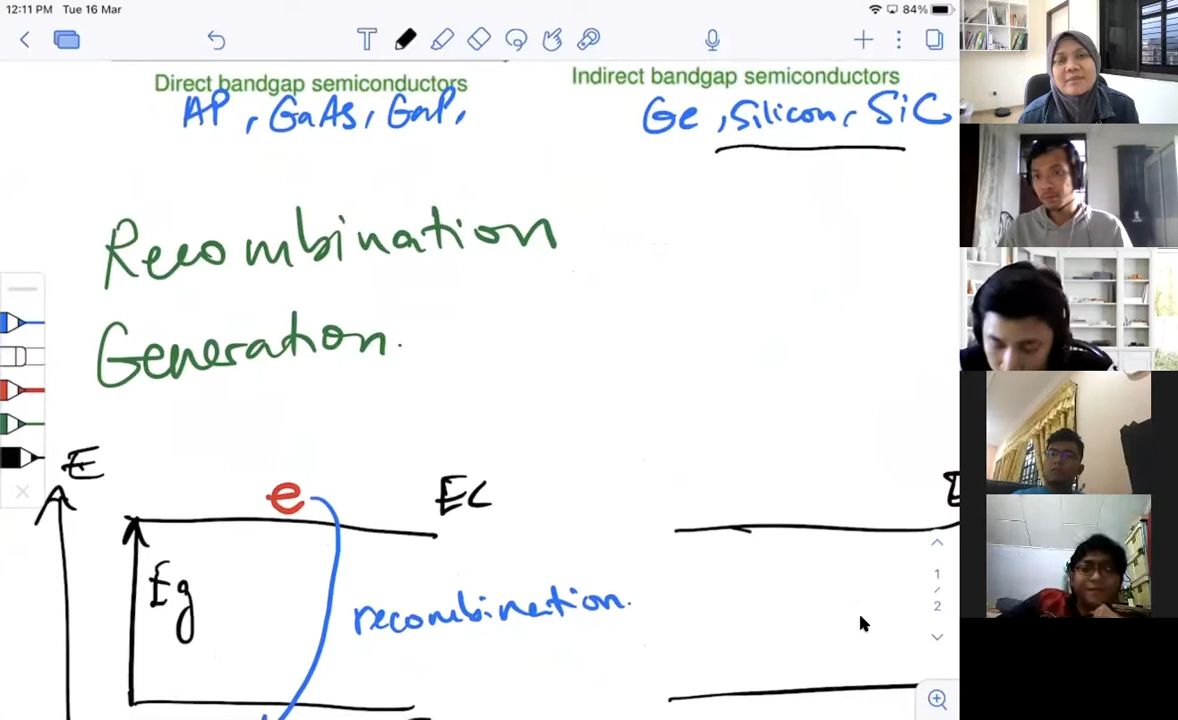 12:11 PM Tue 16 Mar
84%
Direct bandgap semiconductors
Indirect bandgap semiconductors
AP, GaAs, GaP,
Ge, Silicon, SiC
Recombination
Generation.
E
e
EC
Eg
recombination.
1
/
2